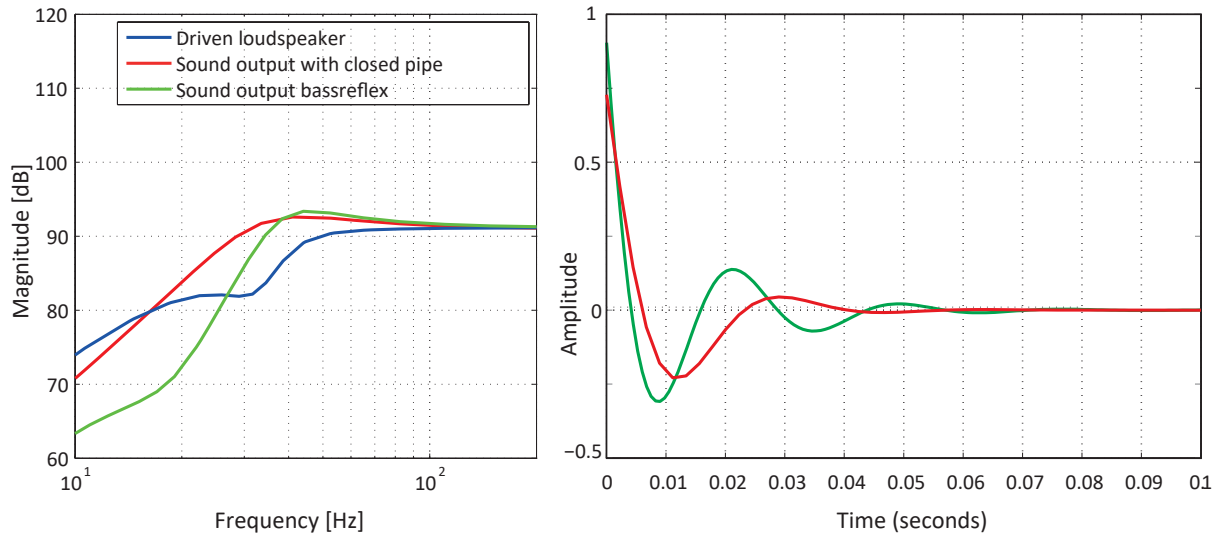 120
110
100
90
80
70
60
Magnitude [dB]
Driven loudspeaker
Sound output with closed pipe
Sound output bassreflex
10^1
10^2
Frequency [Hz]
1
0.5
0
−0.5
Amplitude
0 0.01 0.02 0.03 0.04 0.05 0.06 0.07 0.08 0.09 0.1
Time (seconds)